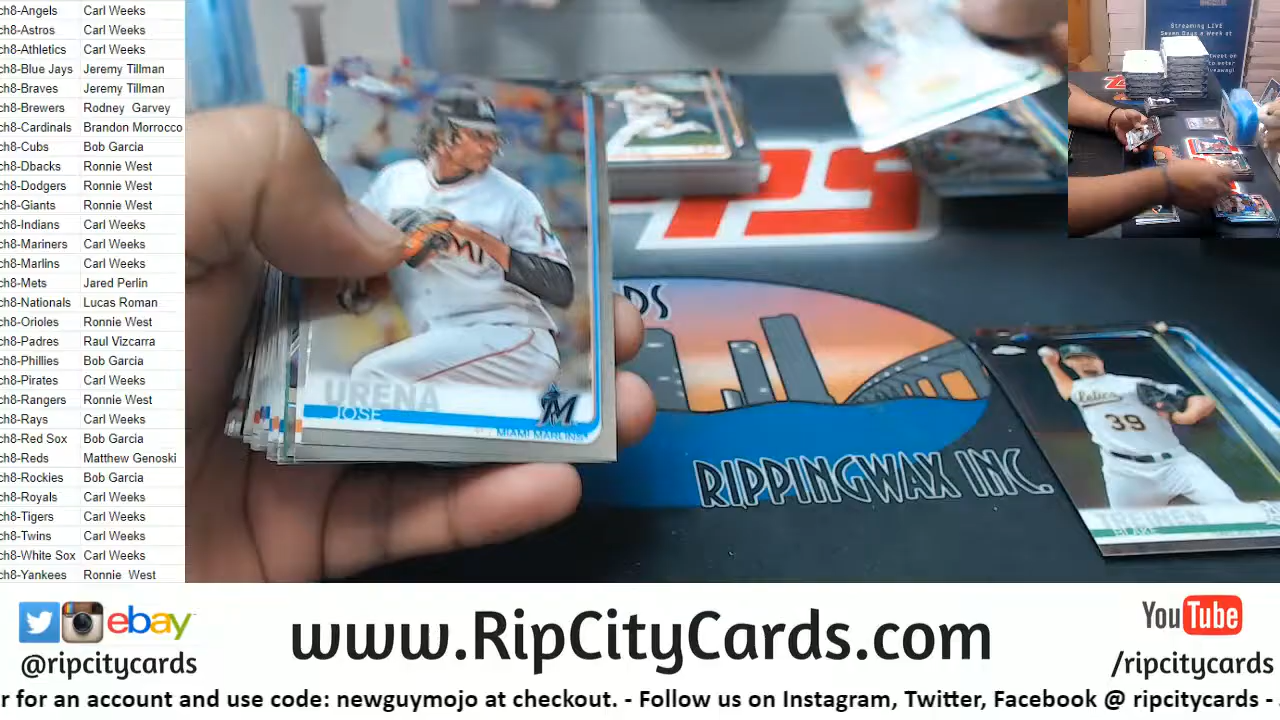 ch8-Angels Carl Weeks
ch8-Astros Carl Weeks
ch8-Athletics Carl Weeks
ch8-Blue Jays Jeremy Tillman
ch8-Braves Jeremy Tillman
ch8-Brewers Rodney Garvey
ch8-Cardinals Brandon Morrocco
ch8-Cubs Bob Garcia
ch8-Dbacks Ronnie West
ch8-Dodgers Ronnie West
ch8-Giants Ronnie West
ch8-Indians Carl Weeks
ch8-Mariners Carl Weeks
ch8-Marlins Carl Weeks
ch8-Mets Jared Perlin
ch8-Nationals Lucas Roman
ch8-Orioles Ronnie West
ch8-Padres Raul Vizcarra
ch8-Phillies Bob Garcia
ch8-Pirates Carl Weeks
ch8-Rangers Ronnie West
ch8-Rays Carl Weeks
ch8-Red Sox Bob Garcia
ch8-Reds Matthew Genoski
ch8-Rockies Bob Garcia
ch8-Royals Carl Weeks
ch8-Tigers Carl Weeks
ch8-Twins Carl Weeks
ch8-White Sox Carl Weeks
ch8-Yankees Ronnie West
UREÑA
JOSE
M
MIAMI MARLINS
RIPPINGWAX INC.
39
BLAKE
Streaming LIVE
Seven Days a Week at
ebay
@ripcitycards
www.RipCityCards.com
YouTube
/ripcitycards
r for an account and use code: newguymojo at checkout. - Follow us on Instagram, Twitter, Facebook @ ripcitycards -